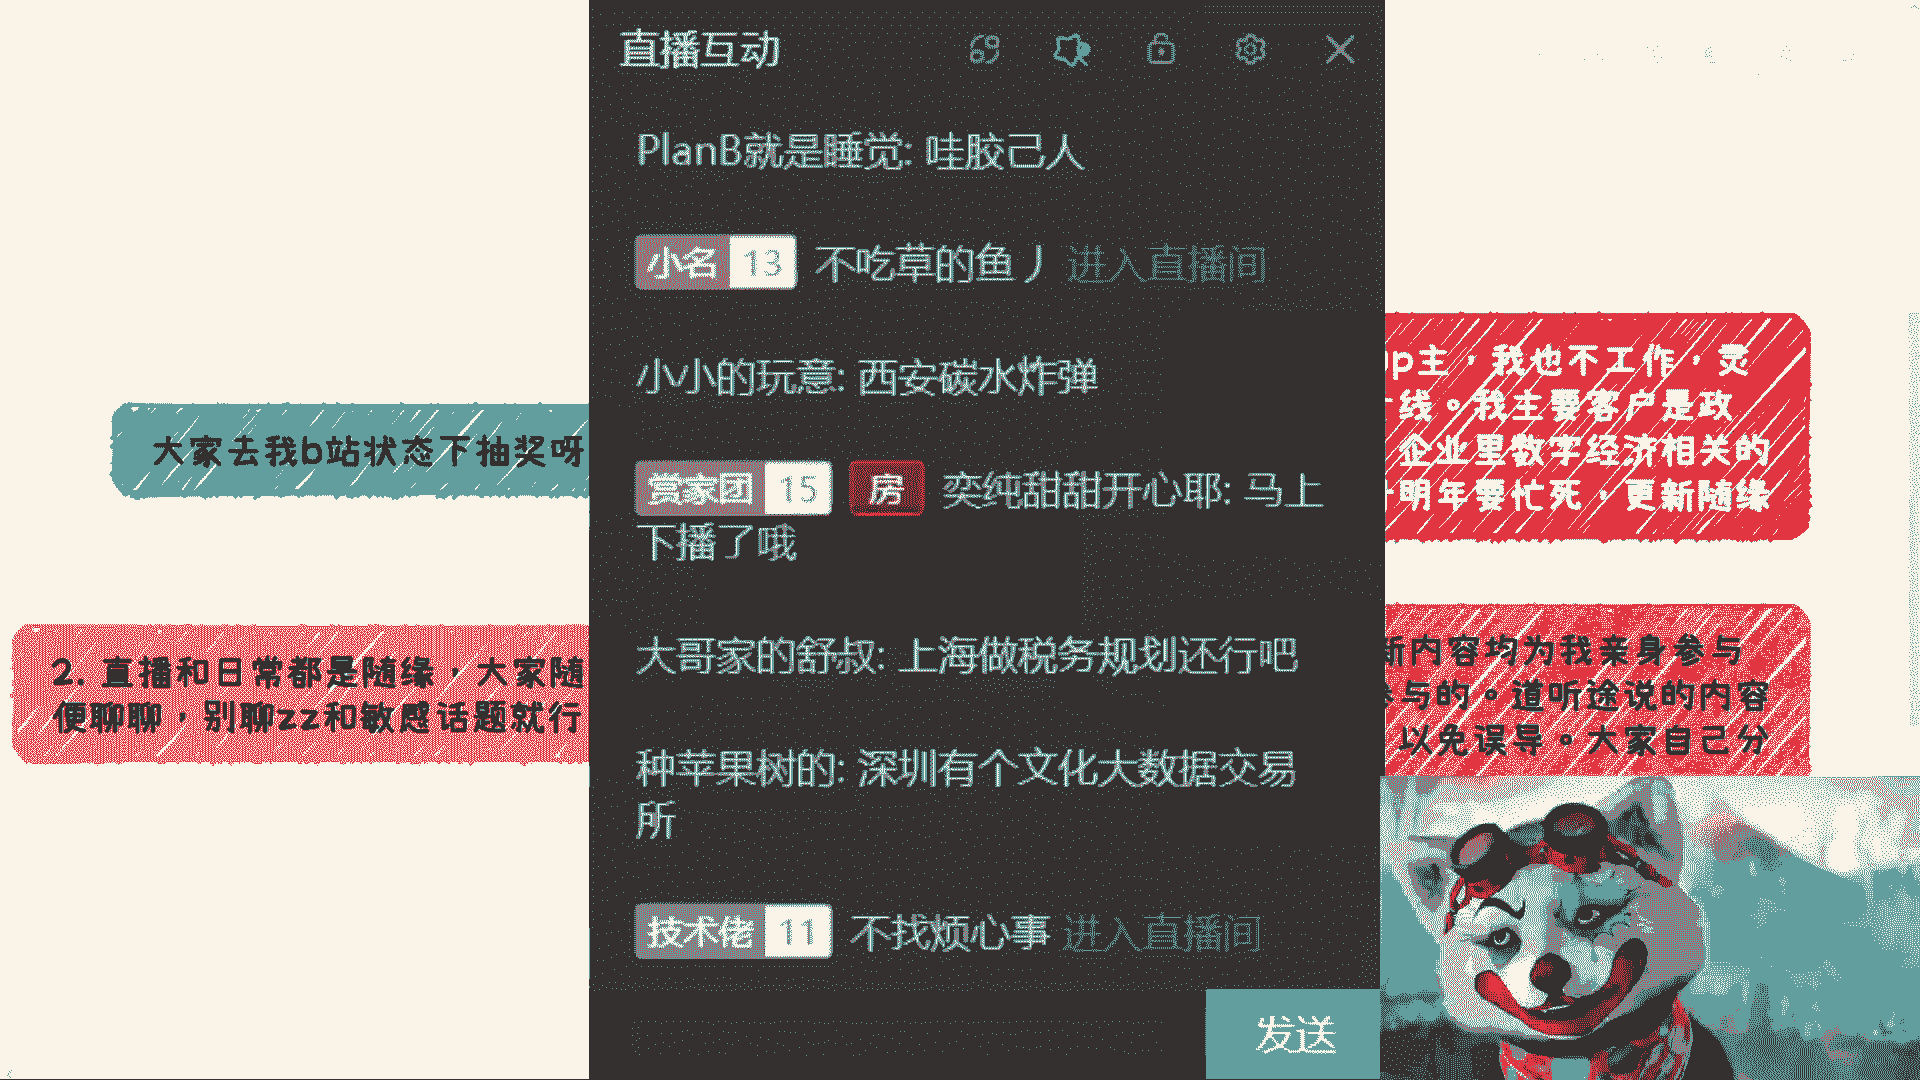 直播互动
PlanB就是睡觉: 哇胶己人
小名 13 不吃草的鱼丿 进入直播间
小小的玩意: 西安碳水炸弹
赏家团 15 房 奕纯甜甜开心耶: 马上
下播了哦
大哥家的舒叔: 上海做税务规划还行吧
种苹果树的: 深圳有个文化大数据交易
所
技术佬 11 不找烦心事 进入直播间
发送
大家去我b站状态下抽奖呀
2. 直播和日常都是随缘，大家随
便聊聊，别聊zz和敏感话题就行
up主，我也不工作，灵
线。我主要客户是政
企业里数字经济相关的
明年要忙死，更新随缘
新内容均为我亲身参与
参与的。道听途说的内容
以免误导。大家自己分